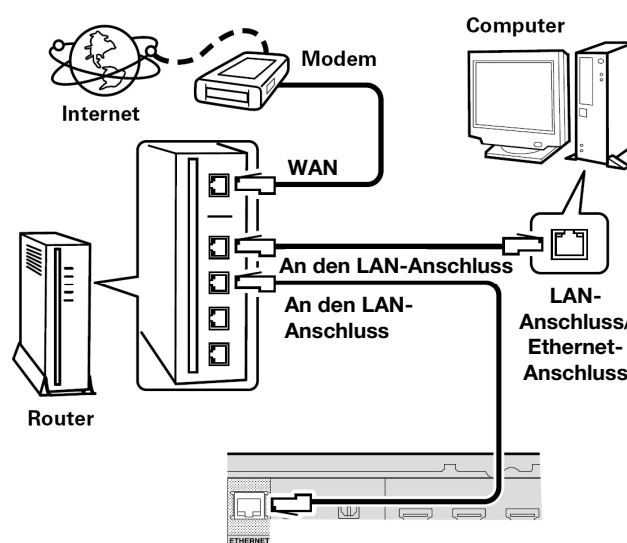 Computer
Modem
Internet
WAN
An den LAN-Anschluss
An den LAN-
Anschluss
LAN-
Anschluss/
Ethernet-
Anschluss
Router
ETHERNET